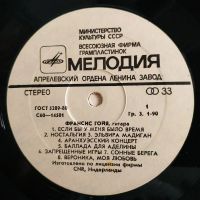 МИНИСТЕРСТВО
КУЛЬТУРЫ СССР
ВСЕСОЮЗНАЯ ФИРМА
ГРАМПЛАСТИНОК
МЕЛОДИЯ
АПРЕЛЕВСКИЙ ОРДЕНА ЛЕНИНА ЗАВОД
СТЕРЕО 33
ГОСТ 5289-80 1
С60—14501 Гр. 3. 1-90
ФРАНСИС ГОЙЯ, гитара
1. ЕСЛИ БЫ У МЕНЯ БЫЛО ВРЕМЯ
2. НОСТАЛЬГИЯ 3. ЭЛЬВИРА МАДИГАН
4. АРАНХУЭЗСКИЙ КОНЦЕРТ
5. БАЛЛАДА ДЛЯ АДЕЛИНЫ
6. ЗАПРЕЩЕННЫЕ ИГРЫ 7. СОННЫЕ БЕРЕГА
8. ВЕРОНИКА, МОЯ ЛЮБОВЬ
Изготовлено по лицензии фирмы
CNR, Нидерланды